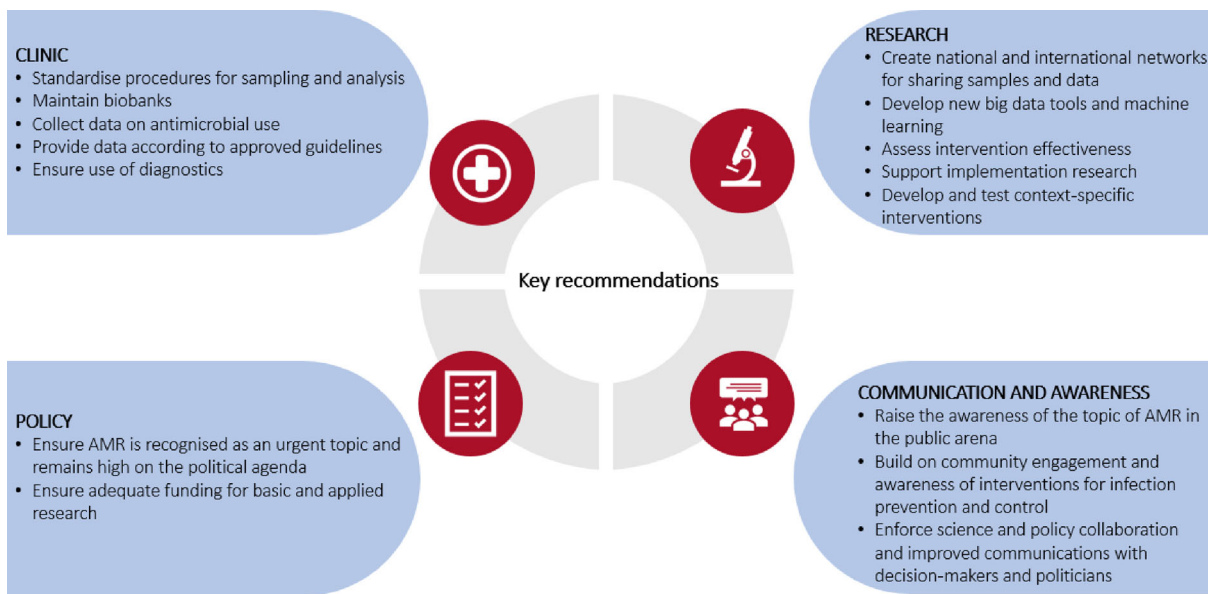 CLINIC
• Standardise procedures for sampling and analysis
• Maintain biobanks
• Collect data on antimicrobial use
• Provide data according to approved guidelines
• Ensure use of diagnostics
RESEARCH
• Create national and international networks
for sharing samples and data
• Develop new big data tools and machine
learning
• Assess intervention effectiveness
• Support implementation research
• Develop and test context-specific
interventions
Key recommendations
POLICY
• Ensure AMR is recognised as an urgent topic and
remains high on the political agenda
• Ensure adequate funding for basic and applied
research
COMMUNICATION AND AWARENESS
• Raise the awareness of the topic of AMR in
the public arena
• Build on community engagement and
awareness of interventions for infection
prevention and control
• Enforce science and policy collaboration
and improved communications with
decision-makers and politicians